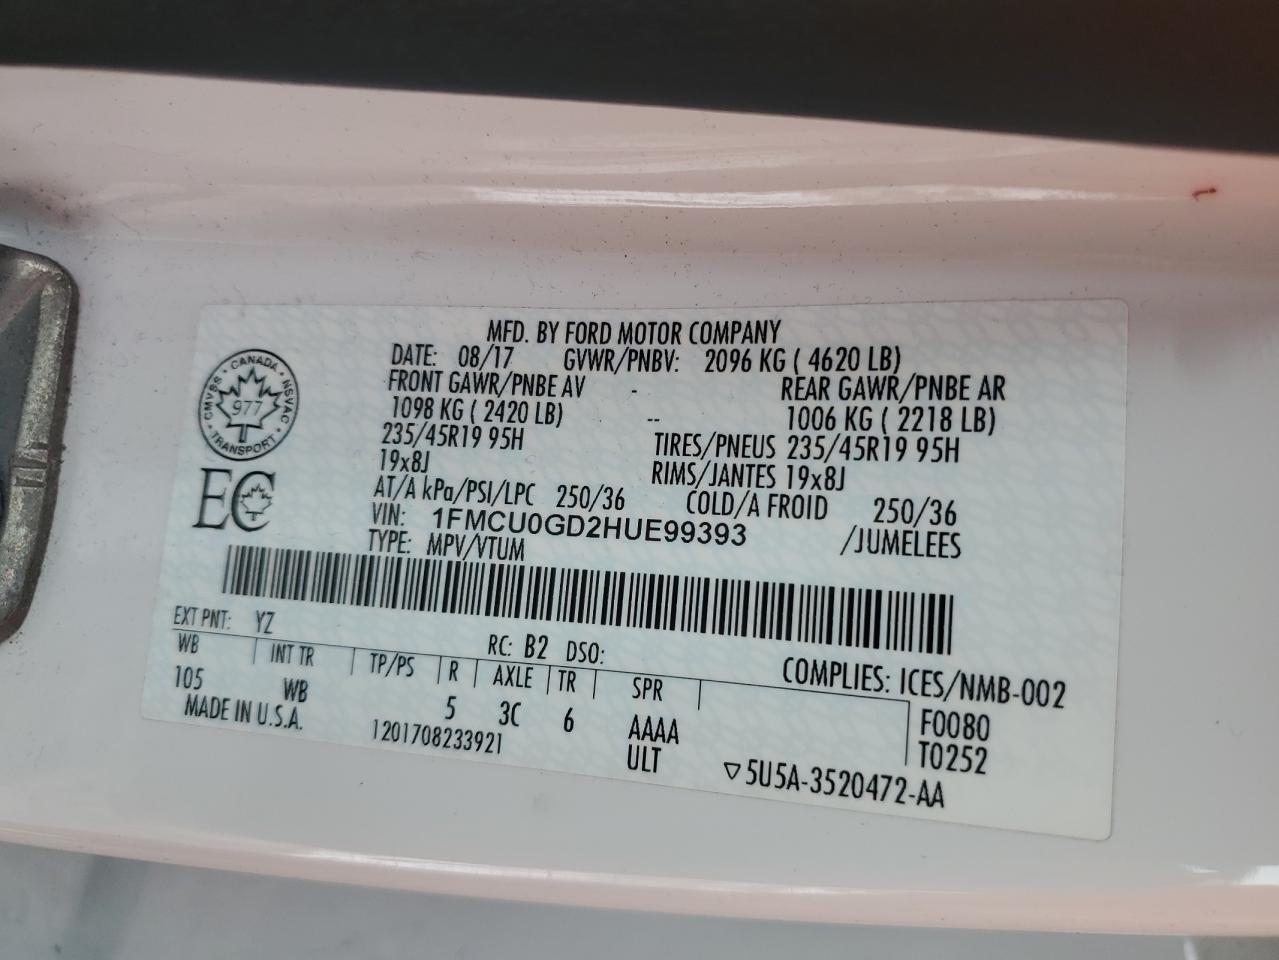 MFD. BY FORD MOTOR COMPANY
DATE: 08/17 GVWR/PNBV: 2096 KG ( 4620 LB)
FRONT GAWR/PNBE AV - REAR GAWR/PNBE AR
1098 KG ( 2420 LB) -- 1006 KG ( 2218 LB)
235/45R19 95H TIRES/PNEUS 235/45R19 95H
19x8J RIMS/JANTES 19x8J
AT/A kPa/PSI/LPC 250/36 COLD/A FROID 250/36
VIN: 1FMCU0GD2HUE99393 /JUMELEES
TYPE: MPV/VTUM
CANADA
CMVSS NSVAC
977
TRANSPORT
EC
EXT PNT: YZ RC: B2 DSO:
WB INT TR TP/PS R AXLE TR SPR COMPLIES: ICES/NMB-002
105 WB 5 3C 6 AAAA F0080
MADE IN U.S.A. 1201708233921 ULT T0252
▽5U5A-3520472-AA